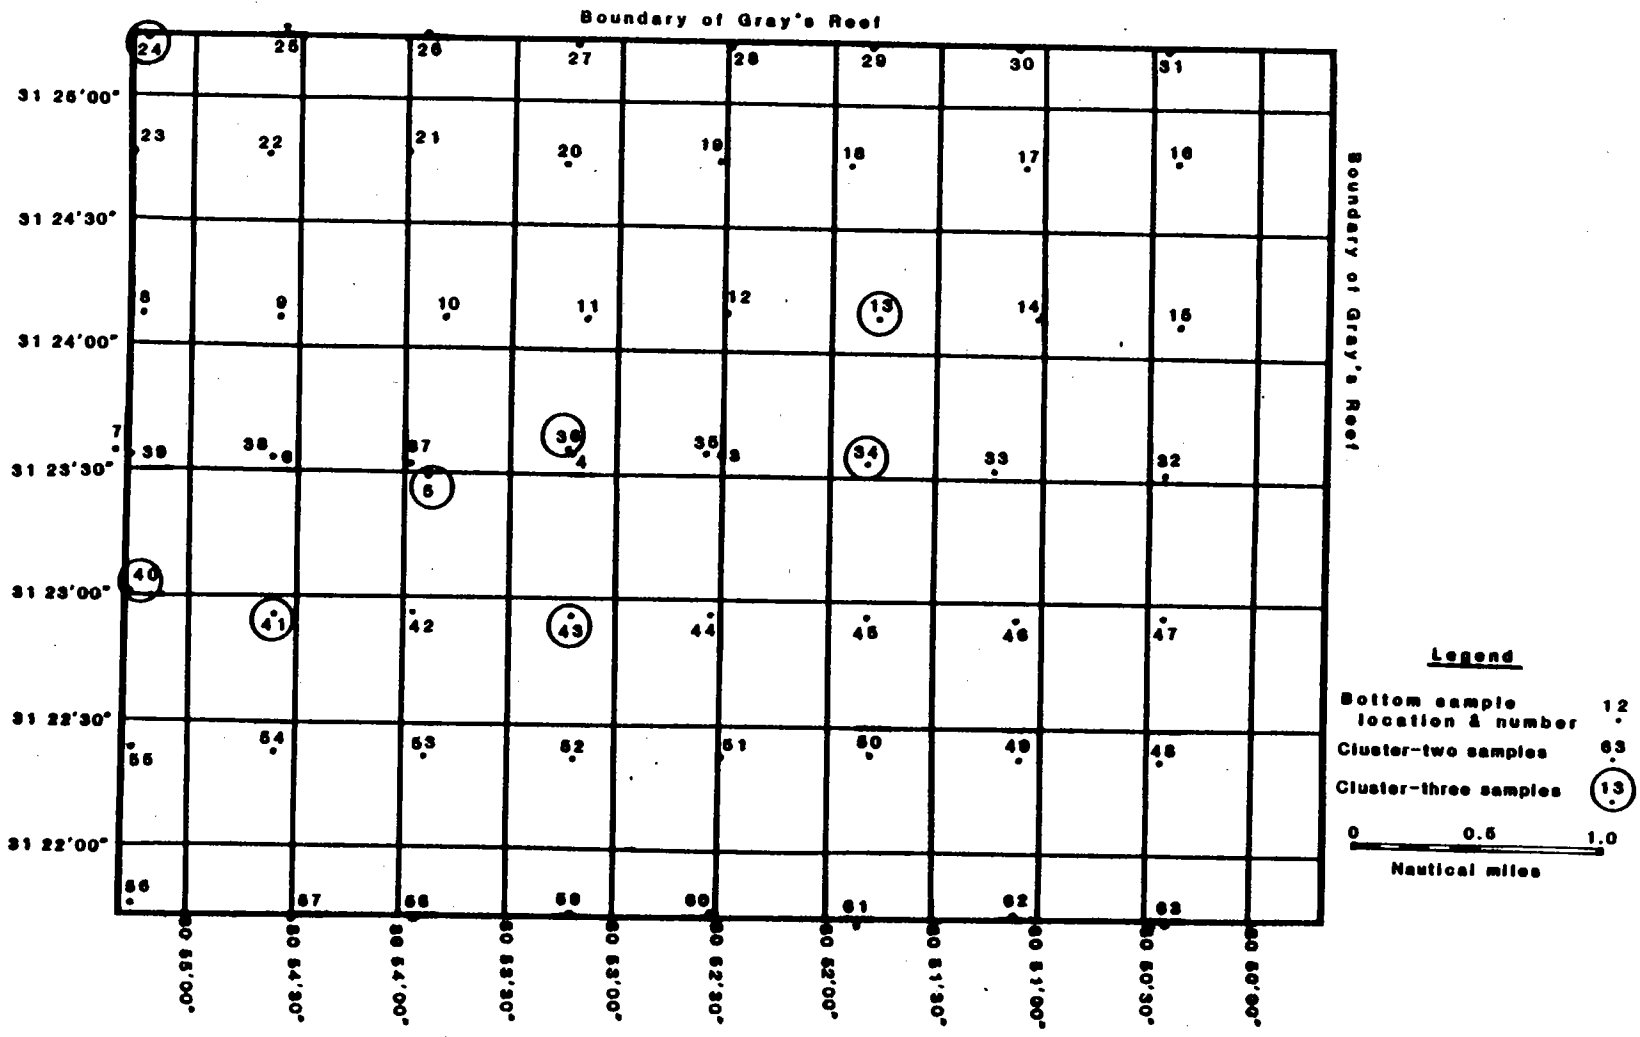 Boundary of Gray's Reef
24 25 26 27 28 29 30 31
31 25'00"
23 22 21 20 19 18 17 16
31 24'30"
8 9 10 11 12 13 14 15
31 24'00"
7 39 38 6 37 36 4 35 3 34 33 32
31 23'30"
5
40
31 23'00"
41 42 43 44 45 46 47
31 22'30"
55 54 53 52 51 50 49 48
31 22'00"
56 57 58 59 60 61 62 63
80 55'00"
80 54'30"
80 54'00"
80 53'30"
80 53'00"
80 52'30"
80 52'00"
80 51'30"
80 51'00"
80 50'30"
80 50'00"
Boundary of Gray's Reef
Legend
Bottom sample 12
location & number
Cluster-two samples 63
Cluster-three samples 13
0 0.5 1.0
Nautical miles